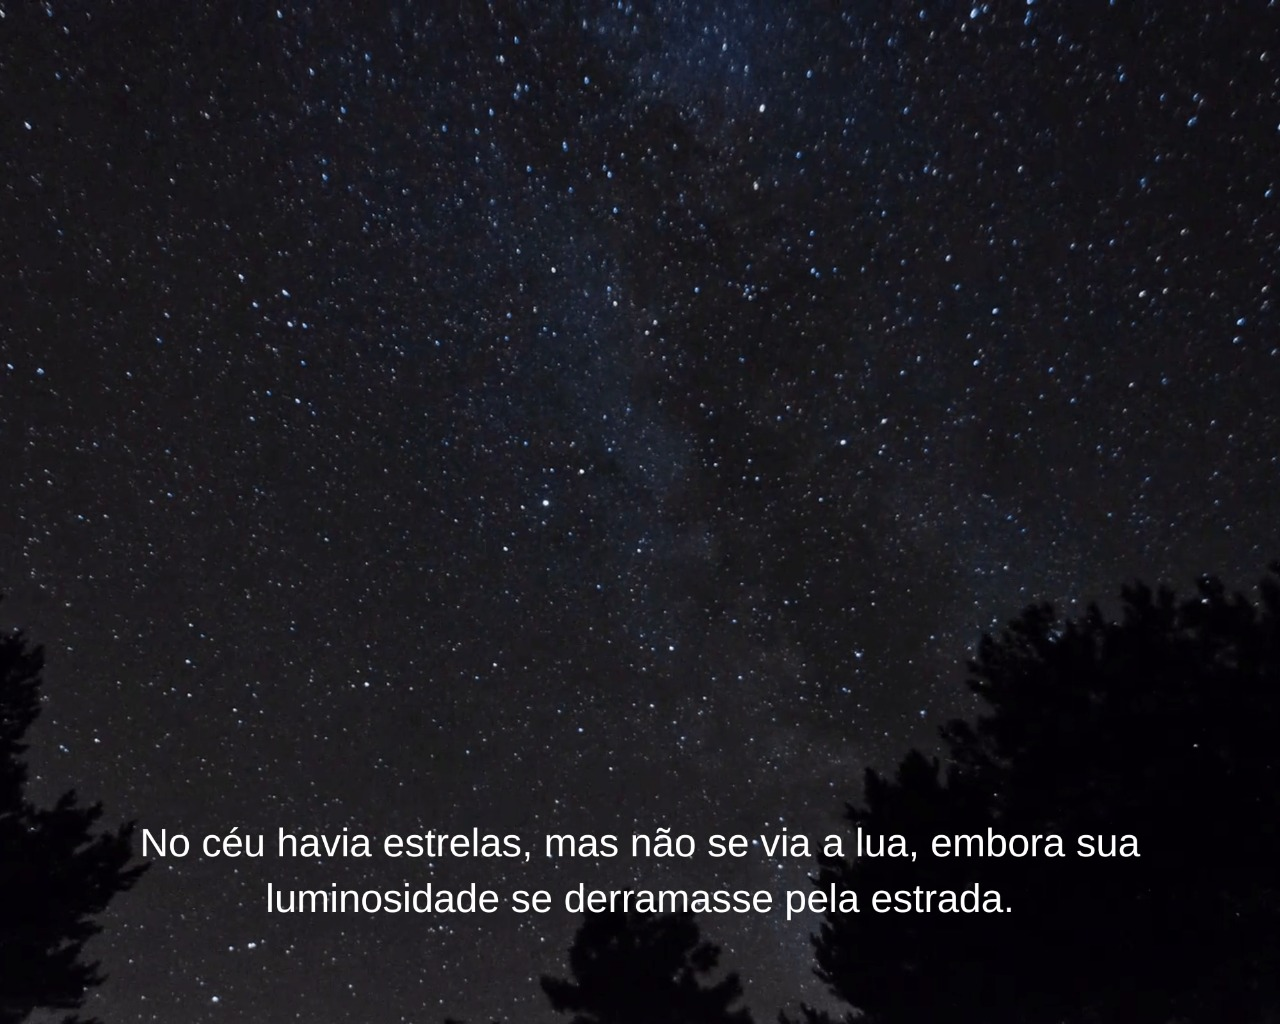 No céu havia estrelas, mas não se via a lua, embora sua
luminosidade se derramasse pela estrada.